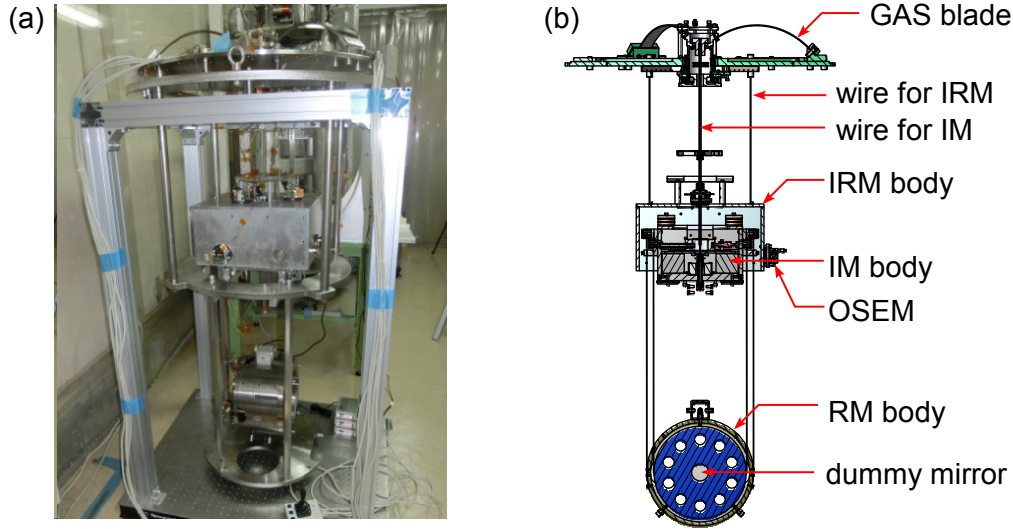 (a)
(b)
GAS blade
wire for IRM
wire for IM
IRM body
IM body
OSEM
RM body
dummy mirror